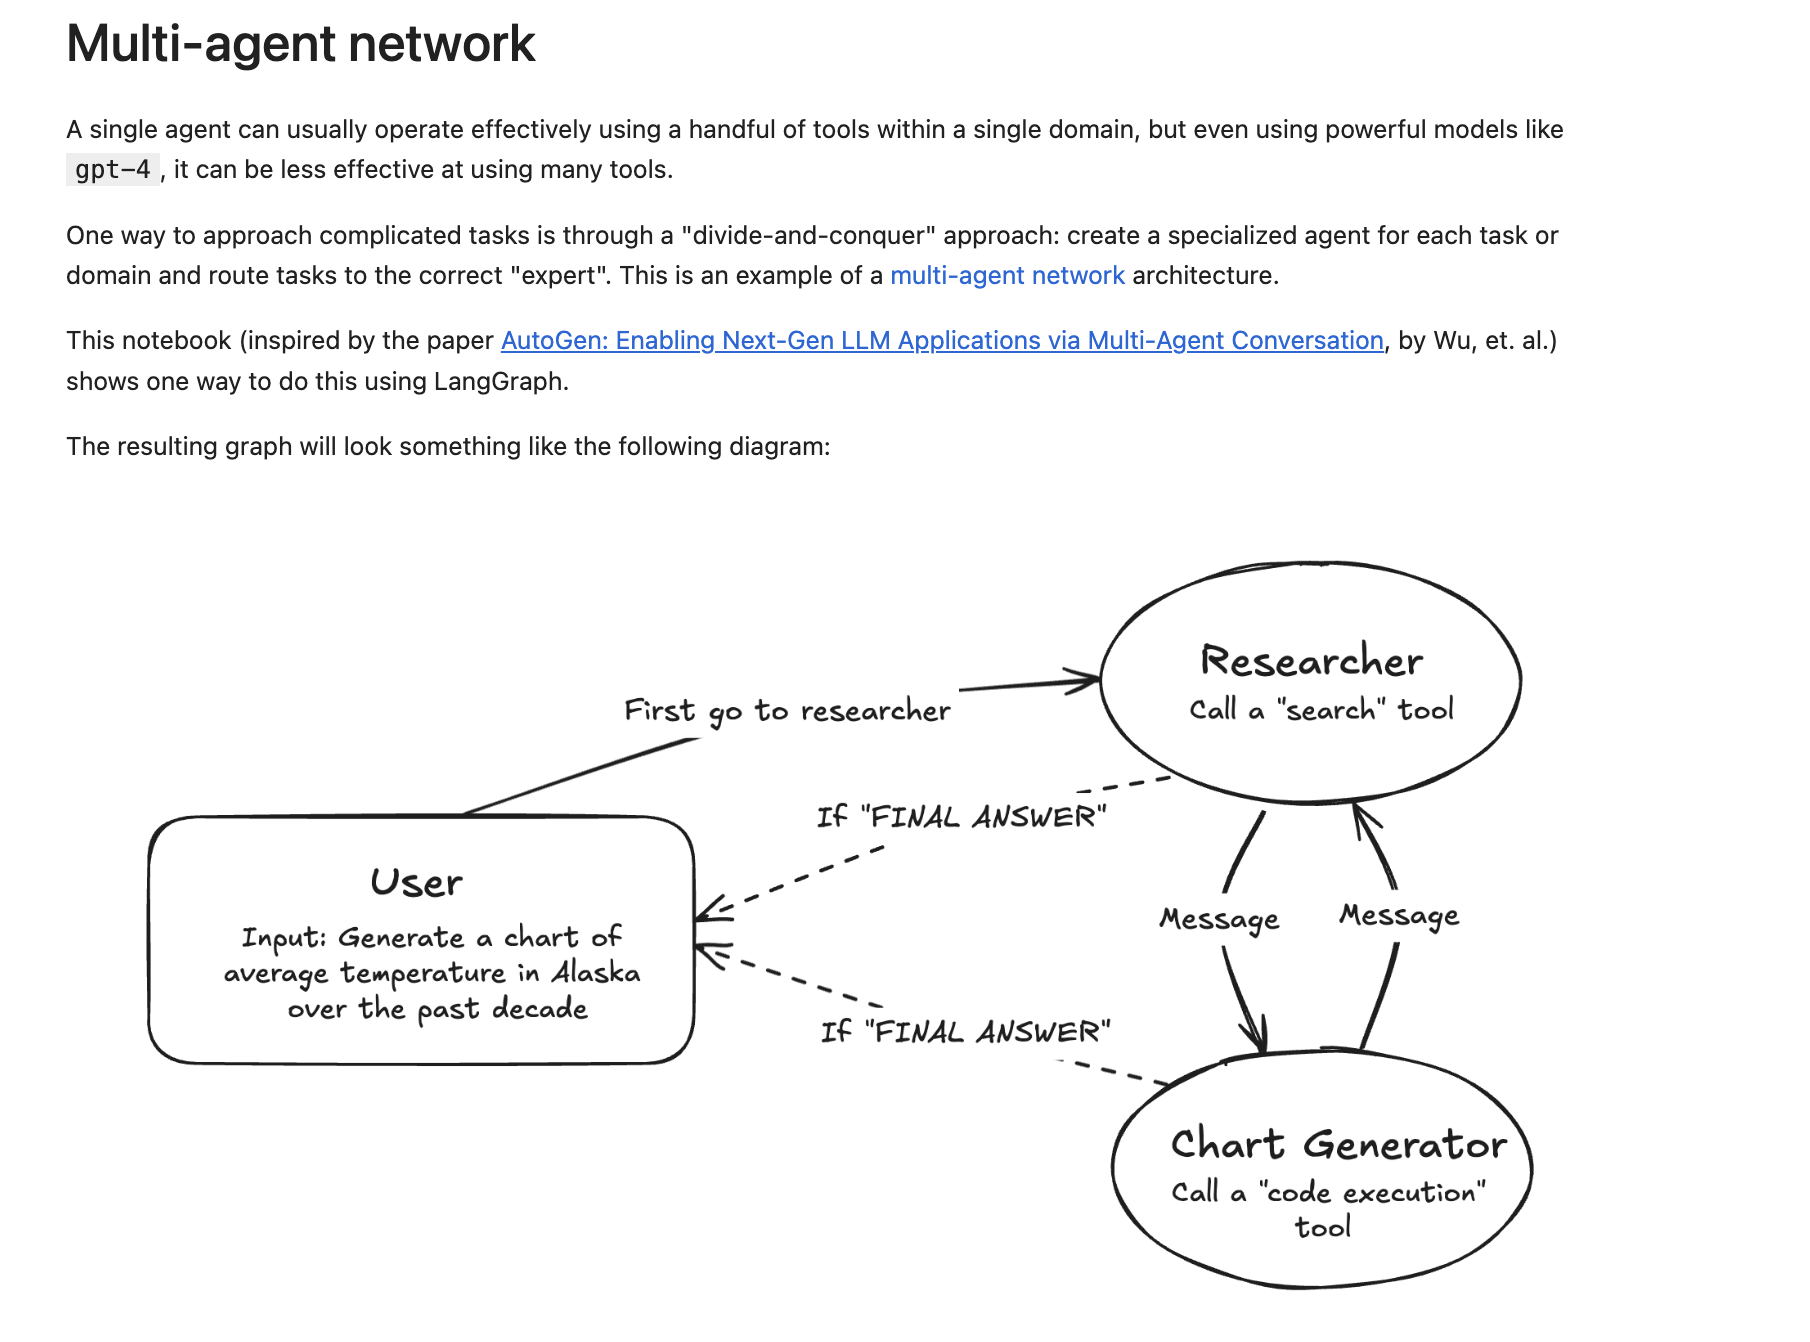 Multi-agent network
A single agent can usually operate effectively using a handful of tools within a single domain, but even using powerful models like
gpt-4 , it can be less effective at using many tools.
One way to approach complicated tasks is through a "divide-and-conquer" approach: create a specialized agent for each task or
domain and route tasks to the correct "expert". This is an example of a multi-agent network architecture.
This notebook (inspired by the paper AutoGen: Enabling Next-Gen LLM Applications via Multi-Agent Conversation, by Wu, et. al.)
shows one way to do this using LangGraph.
The resulting graph will look something like the following diagram:
Researcher
Call a "search" tool
First go to researcher
If "FINAL ANSWER"
User
Input: Generate a chart of
average temperature in Alaska
over the past decade
Message
Message
If "FINAL ANSWER"
Chart Generator
Call a "code execution"
tool